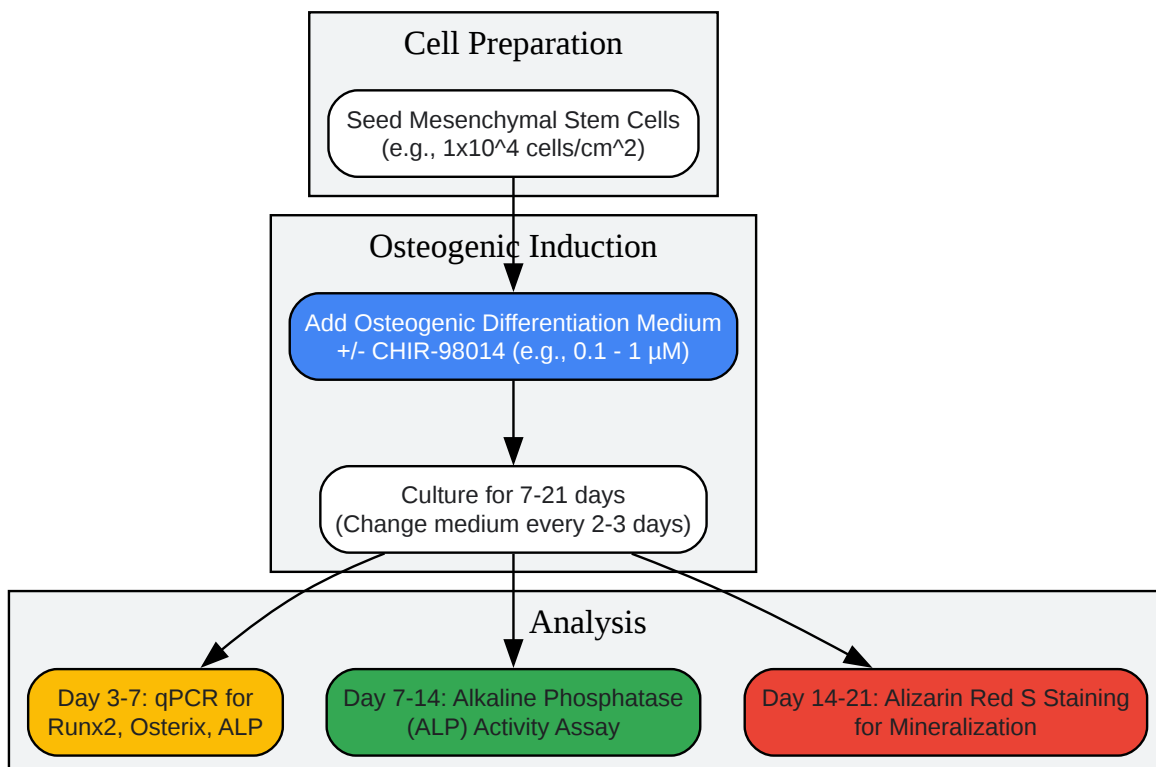 Cell Preparation
Seed Mesenchymal Stem Cells
(e.g., 1x10^4 cells/cm^2)
Osteogenic Induction
Add Osteogenic Differentiation Medium
+/- CHIR-98014 (e.g., 0.1 - 1 µM)
Culture for 7-21 days
(Change medium every 2-3 days)
Analysis
Day 3-7: qPCR for
Runx2, Osterix, ALP
Day 7-14: Alkaline Phosphatase
(ALP) Activity Assay
Day 14-21: Alizarin Red S Staining
for Mineralization